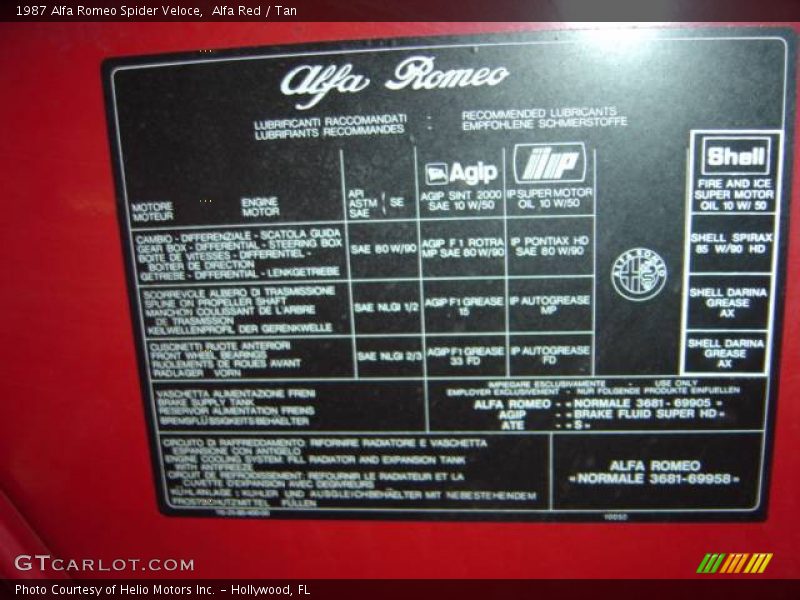 1987 Alfa Romeo Spider Veloce,  Alfa Red / Tan
Alfa Romeo
LUBRIFICANTI RACCOMANDATI
LUBRIFIANTS RECOMMANDES
RECOMMENDED LUBRICANTS
EMPFOHLENE SCHMIERSTOFFE
MOTORE
MOTEUR
ENGINE
MOTOR
API
ASTM
SAE
SE
Agip
AGIP SINT 2000
SAE 10 W/50
IP
IP SUPER MOTOR
OIL 10 W/50
Shell
FIRE AND ICE
SUPER MOTOR
OIL 10 W/ 50
CAMBIO - DIFFERENZIALE - SCATOLA GUIDA
GEAR BOX - DIFFERENTIAL - STEERING BOX
BOITE DE VITESSES - DIFFERENTIEL -
BOITIER DE DIRECTION
GETRIEBE - DIFFERENTIAL - LENKGETRIEBE
SAE 80 W/90
AGIP F 1 ROTRA
MP SAE 80 W/90
IP PONTIAX HD
SAE 80 W/90
SHELL SPIRAX
85 W/90 HD
ALFA ROMEO
SCORREVOLE ALBERO DI TRASMISSIONE
SPLINE ON PROPELLER SHAFT
MANCHON COULISSANT DE L'ARBRE
DE TRASMISSION
KEILWELLENPROFIL DER GERENKWELLE
SAE NLGI 1/2
AGIP F1 GREASE
15
IP AUTOGREASE
MP
SHELL DARINA
GREASE
AX
CUSCINETTI RUOTE ANTERIORI
FRONT WHEEL BEARINGS
RUOLEMENTS DE ROUES AVANT
RADLAGER VORN
SAE NLGI 2/3
AGIP F1 GREASE
33 FD
IP AUTOGREASE
FD
SHELL DARINA
GREASE
AX
VASCHETTA ALIMENTAZIONE FRENI
BRAKE SUPPLY TANK
RESERVOIR ALIMENTATION FREINS
BREMSFLÜSSIGKEITSBEHAELTER
IMPIEGARE ESCLUSIVAMENTE - USE ONLY
EMPLOYER EXCLUSIVEMENT - NUR FOLGENDE PRODUKTE EINFUELLEN
ALFA ROMEO - «NORMALE 3681-69905 »
AGIP - «BRAKE FLUID SUPER HD»
ATE - «S»
CIRCUITO DI RAFFREDDAMENTO: RIFORNIRE RADIATORE E VASCHETTA
ESPANSIONE CON ANTIGELO
ENGINE COOLING SYSTEM: FILL RADIATOR AND EXPANSION TANK
WITH ANTIFREEZE
CIRCUIT DE REFROIDISSEMENT: REFOURNER LE RADIATEUR ET LA
CUVETTE D'EXPANSION AVEC DEGIVREURS
KUHLANLAGE: KUHLER UND AUSGLEICHBEHAELTER MIT NEBESTEHENDEM
FROSTSCHUTZMITTEL FÜLLEN
ALFA ROMEO
«NORMALE 3681-69958»
10050
GTCARLOT.COM
Photo Courtesy of Helio Motors Inc. - Hollywood, FL